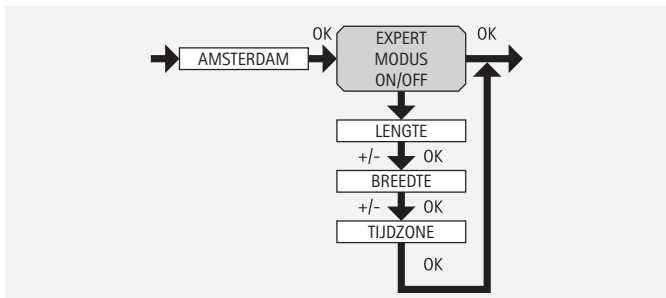 OK
OK
AMSTERDAM
EXPERT
MODUS
ON/OFF
LENGTE
+/- OK
BREEDTE
+/- OK
TIJDZONE
OK